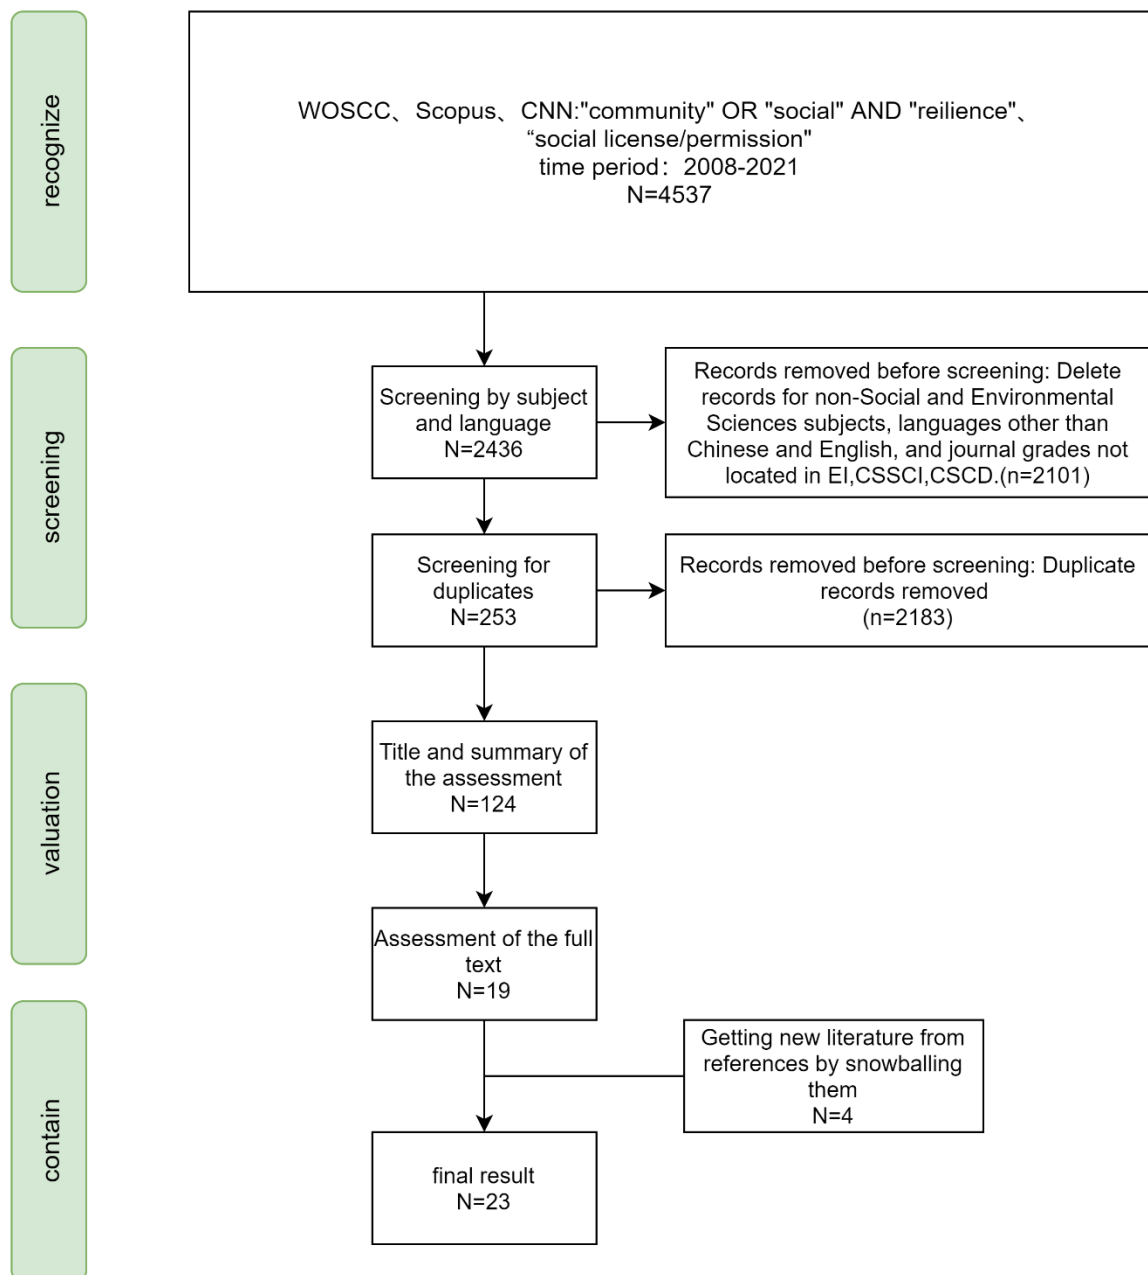 recognize
WOSCC、Scopus、CNN:"community" OR "social" AND "reilience"、
“social license/permission"
time period：2008-2021
N=4537
screening
Screening by subject
and language
N=2436
Records removed before screening: Delete
records for non-Social and Environmental
Sciences subjects, languages other than
Chinese and English, and journal grades not
located in EI,CSSCI,CSCD.(n=2101)
Screening for
duplicates
N=253
Records removed before screening: Duplicate
records removed
(n=2183)
valuation
Title and summary of
the assessment
N=124
Assessment of the full
text
N=19
contain
Getting new literature from
references by snowballing
them
N=4
final result
N=23